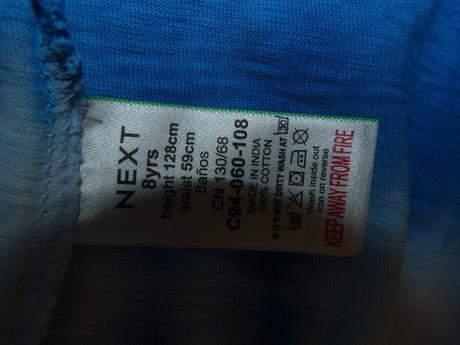 NEXT
8yrs
height 128cm
waist 59cm
8años
CN 130/68
C94-060-108
MADE IN INDIA
100% COTTON
IF IT'S NOT DIRTY WASH AT 30
30
Wash inside out
Iron on reverse
KEEP AWAY FROM FIRE